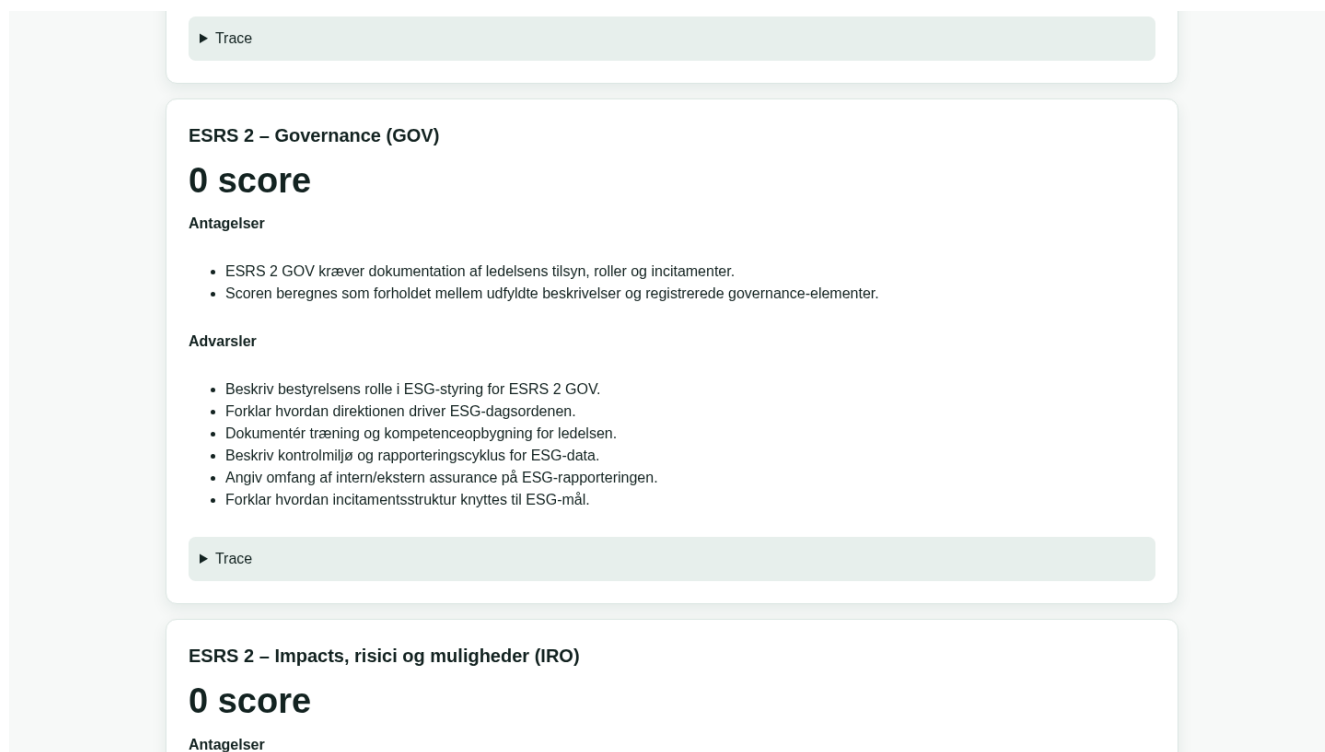 Trace
ESRS 2 – Governance (GOV)
0 score
Antagelser
ESRS 2 GOV kræver dokumentation af ledelsens tilsyn, roller og incitamenter.
Scoren beregnes som forholdet mellem udfyldte beskrivelser og registrerede governance-elementer.
Advarsler
Beskriv bestyrelsens rolle i ESG-styring for ESRS 2 GOV.
Forklar hvordan direktionen driver ESG-dagsordenen.
Dokumentér træning og kompetenceopbygning for ledelsen.
Beskriv kontrolmiljø og rapporteringscyklus for ESG-data.
Angiv omfang af intern/ekstern assurance på ESG-rapporteringen.
Forklar hvordan incitamentsstruktur knyttes til ESG-mål.
Trace
ESRS 2 – Impacts, risici og muligheder (IRO)
0 score
Antagelser